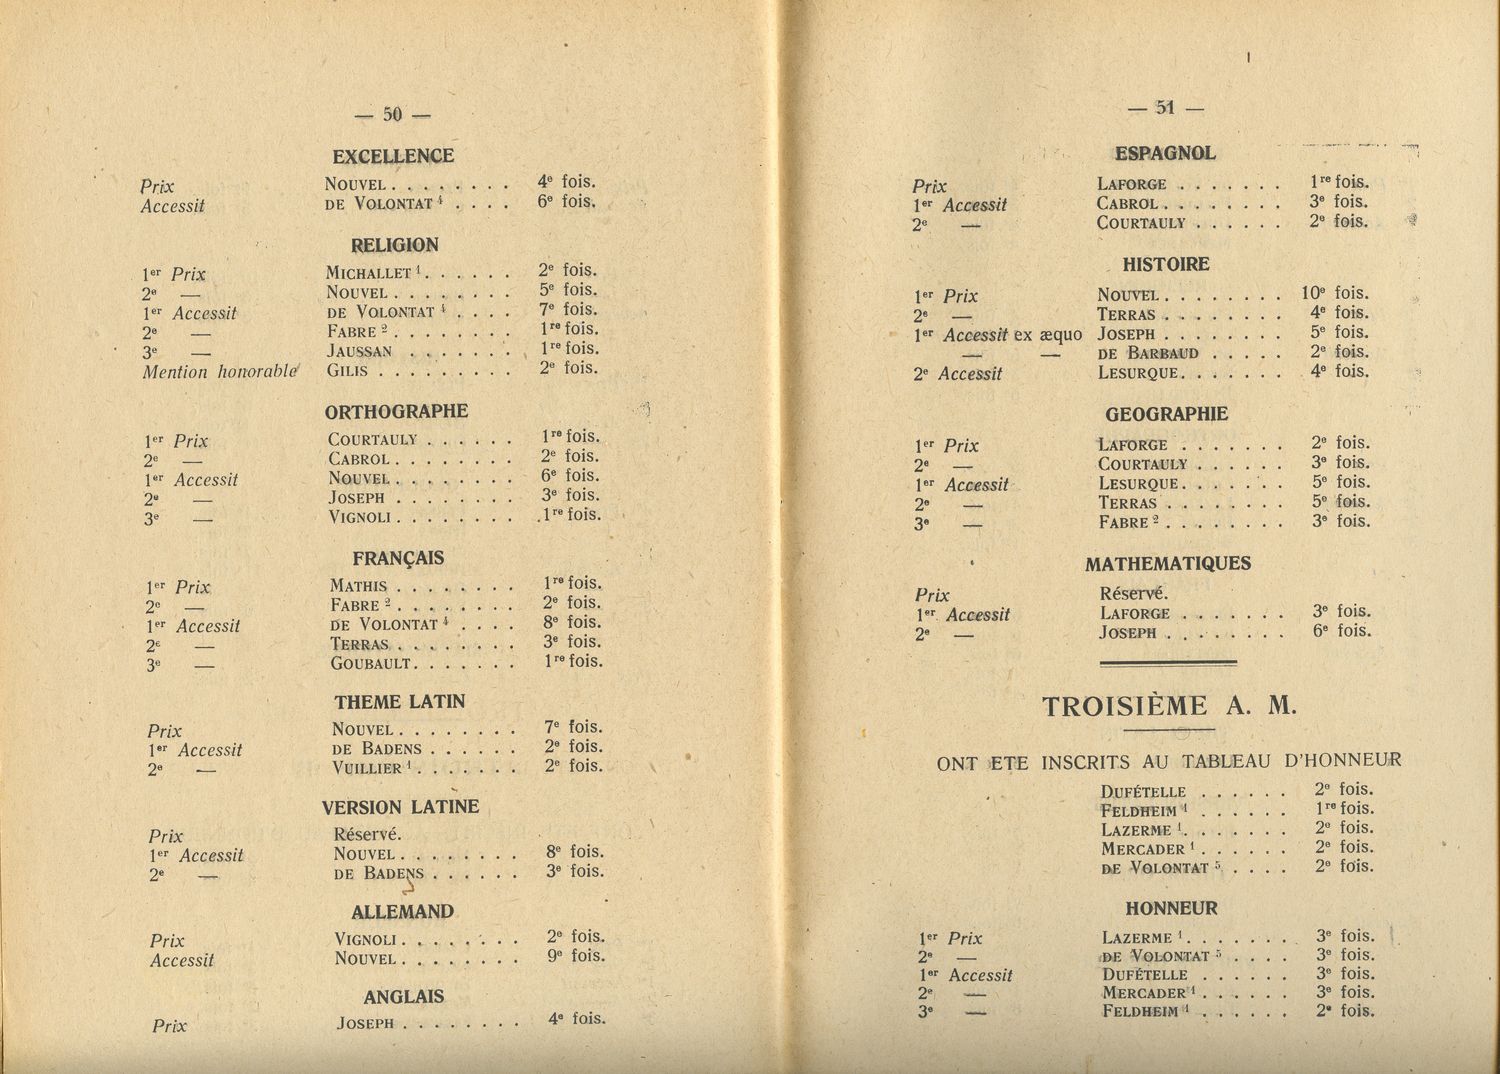 — 50 —
EXCELLENCE
Prix NOUVEL . . . . . . . . 4e fois.
Accessit DE VOLONTAT 4 . . . . 6e fois.
RELIGION
1er Prix MICHALLET 1 . . . . . . 2e fois.
2e — NOUVEL . . . . . . . . 5e fois.
1er Accessit DE VOLONTAT 4 . . . . 7e fois.
2e — FABRE 2 . . . . . . . . 1re fois.
3e — JAUSSAN . . . . . . . 1re fois.
Mention honorable GILIS . . . . . . . . . 2e fois.
ORTHOGRAPHE
1er Prix COURTAULY . . . . . . 1re fois.
2e — CABROL . . . . . . . . 2e fois.
1er Accessit NOUVEL . . . . . . . . 6e fois.
2e — JOSEPH . . . . . . . . 3e fois.
3e — VIGNOLI . . . . . . . . 1re fois.
FRANÇAIS
1er Prix MATHIS . . . . . . . . 1re fois.
2e — FABRE 2 . . . . . . . . 2e fois.
1er Accessit DE VOLONTAT 4 . . . . 8e fois.
2e — TERRAS . . . . . . . . 3e fois.
3e — GOUBAULT . . . . . . . 1re fois.
THEME LATIN
Prix NOUVEL . . . . . . . . 7e fois.
1er Accessit DE BADENS . . . . . . 2e fois.
2e — VUILLIER 1 . . . . . . . 2e fois.
VERSION LATINE
Prix Réservé.
1er Accessit NOUVEL . . . . . . . . 8e fois.
2e — DE BADENS . . . . . . 3e fois.
ALLEMAND
Prix VIGNOLI . . . . . . . . 2e fois.
Accessit NOUVEL . . . . . . . . 9e fois.
ANGLAIS
Prix JOSEPH . . . . . . . . 4e fois.
— 51 —
ESPAGNOL
Prix LAFORGE . . . . . . . 1re fois.
1er Accessit CABROL . . . . . . . . 3e fois.
2e — COURTAULY . . . . . . 2e fois.
HISTOIRE
1er Prix NOUVEL . . . . . . . . 10e fois.
2e — TERRAS . . . . . . . . 4e fois.
1er Accessit ex æquo JOSEPH . . . . . . . . 5e fois.
— — DE BARBAUD . . . . . 2e fois.
2e Accessit LESURQUE . . . . . . . 4e fois.
GEOGRAPHIE
1er Prix LAFORGE . . . . . . . 2e fois.
2e — COURTAULY . . . . . . 3e fois.
1er Accessit LESURQUE . . . . . . . 5e fois.
2e — TERRAS . . . . . . . . 5e fois.
3e — FABRE 2 . . . . . . . . 3e fois.
MATHEMATIQUES
Prix Réservé.
1er Accessit LAFORGE . . . . . . . 3e fois.
2e — JOSEPH . . . . . . . . 6e fois.
TROISIÈME A. M.
ONT ETE INSCRITS AU TABLEAU D'HONNEUR
DUFÉTELLE . . . . . . 2e fois.
FELDHEIM 1 . . . . . . 1re fois.
LAZERME 1 . . . . . . . 2e fois.
MERCADER 1 . . . . . . 2e fois.
DE VOLONTAT 5 . . . . 2e fois.
HONNEUR
1er Prix LAZERME 1 . . . . . . . 3e fois.
2e — DE VOLONTAT 5 . . . . 3e fois.
1er Accessit DUFÉTELLE . . . . . . 3e fois.
2e — MERCADER 1 . . . . . . 3e fois.
3e — FELDHEIM 1 . . . . . . 2e fois.